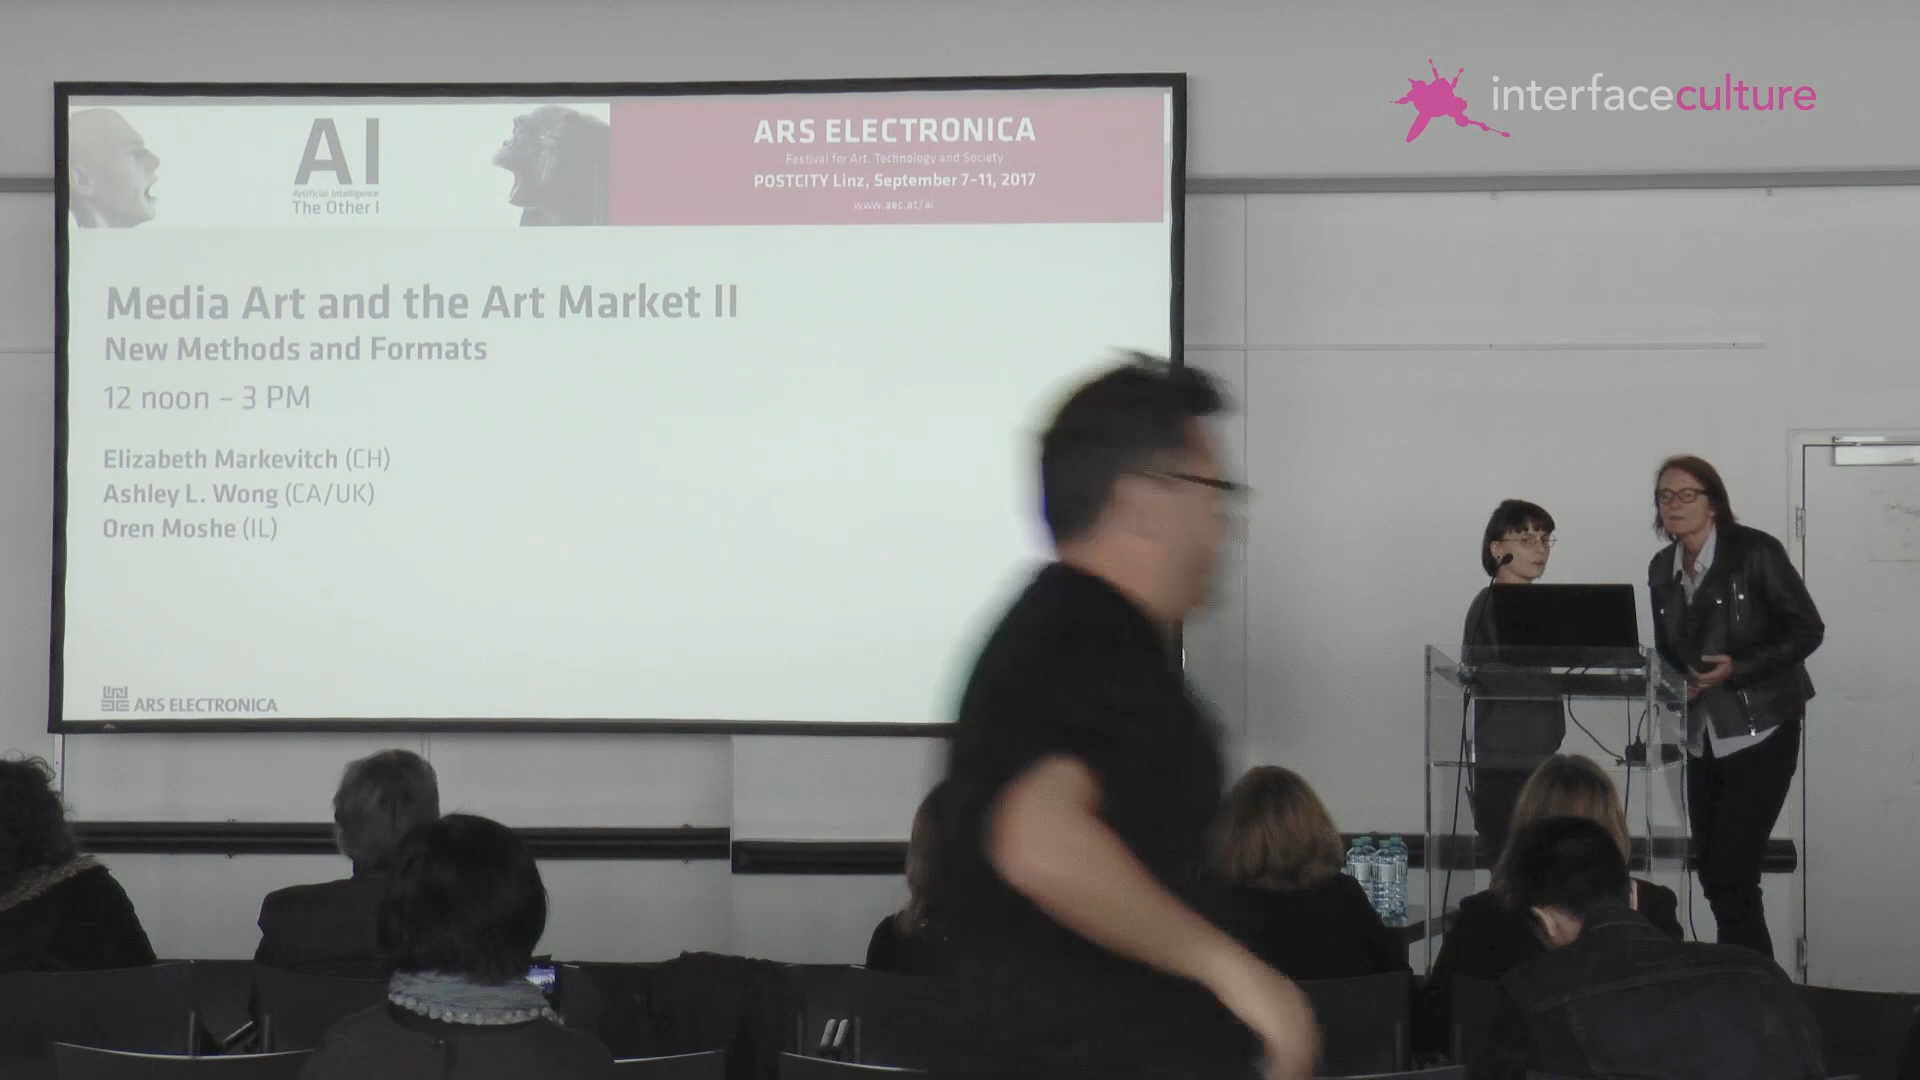 interfaceculture
AI
Artificial Intelligence
The Other I
ARS ELECTRONICA
Festival for Art, Technology and Society
POSTCITY Linz, September 7–11, 2017
www.aec.at/ai
Media Art and the Art Market II
New Methods and Formats
12 noon – 3 PM
Elizabeth Markevitch (CH)
Ashley L. Wong (CA/UK)
Oren Moshe (IL)
ARS ELECTRONICA